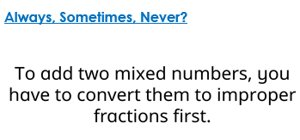 Always, Sometimes, Never?
To add two mixed numbers, you
have to convert them to improper
fractions first.